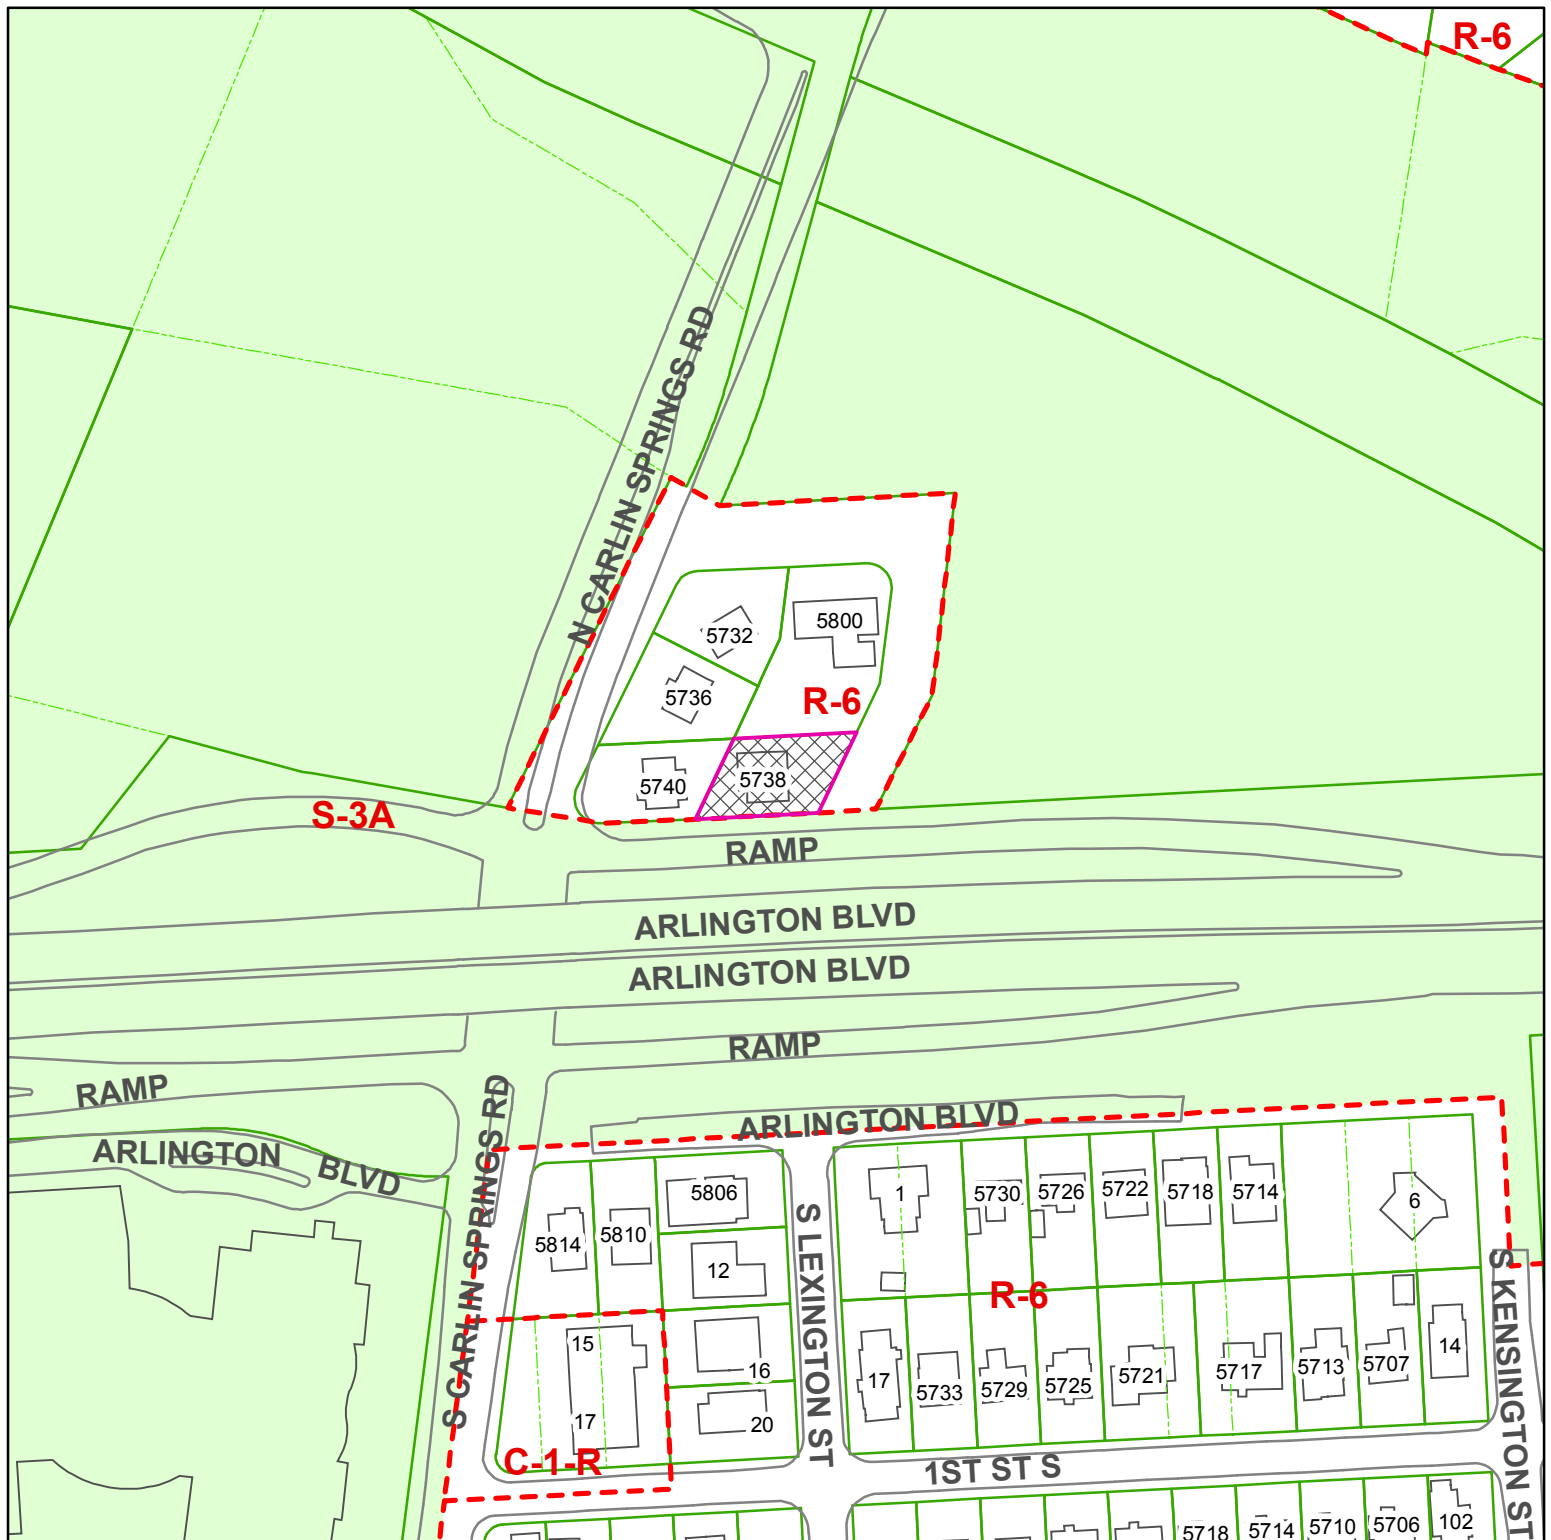 R-6
N CARLIN SPRINGS RD
5732
5800
5736
R-6
5740
5738
S-3A
RAMP
ARLINGTON BLVD
ARLINGTON BLVD
RAMP
RAMP
ARLINGTON BLVD
ARLINGTON BLVD
S CARLIN SPRINGS RD
5814
5810
5806
12
15
16
17
20
C-1-R
S LEXINGTON ST
1
5730
5726
5722
5718
5714
6
R-6
S KENSINGTON ST
17
5733
5729
5725
5721
5717
5713
5707
14
1ST ST S
5718
5714
5710
5706
102